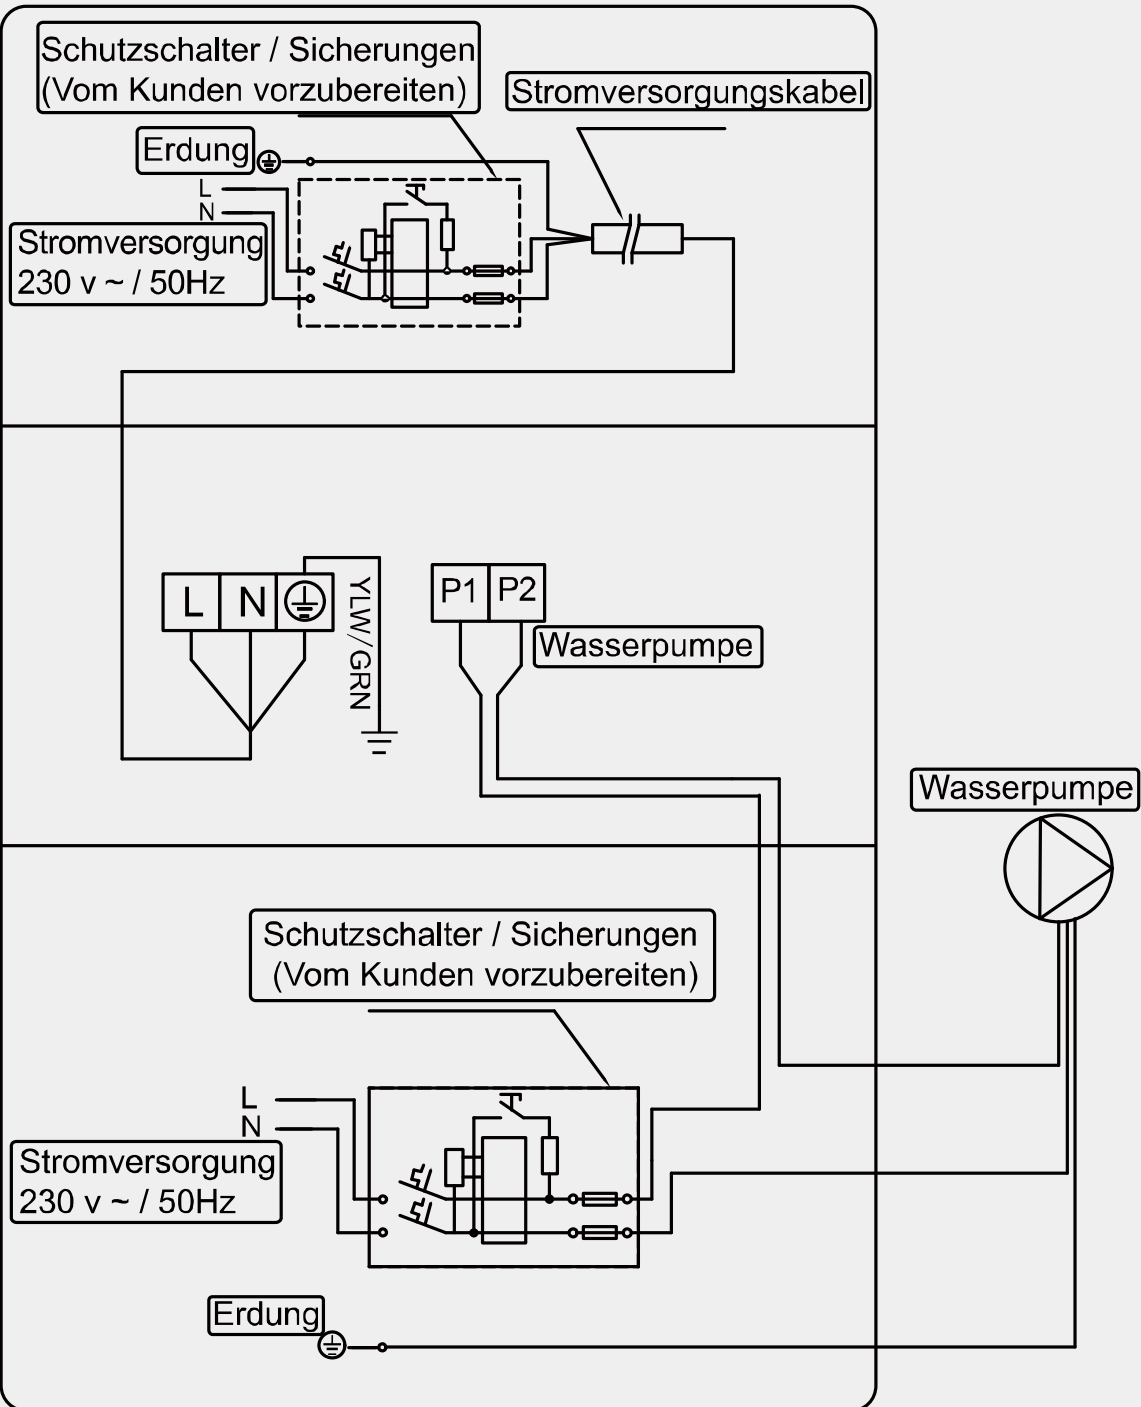 Schutzschalter / Sicherungen
(Vom Kunden vorzubereiten)
Stromversorgungskabel
Erdung
L
N
Stromversorgung
230 v ~ / 50Hz
L N
YLW/GRN
P1 P2
Wasserpumpe
Wasserpumpe
Schutzschalter / Sicherungen
(Vom Kunden vorzubereiten)
L
N
Stromversorgung
230 v ~ / 50Hz
Erdung